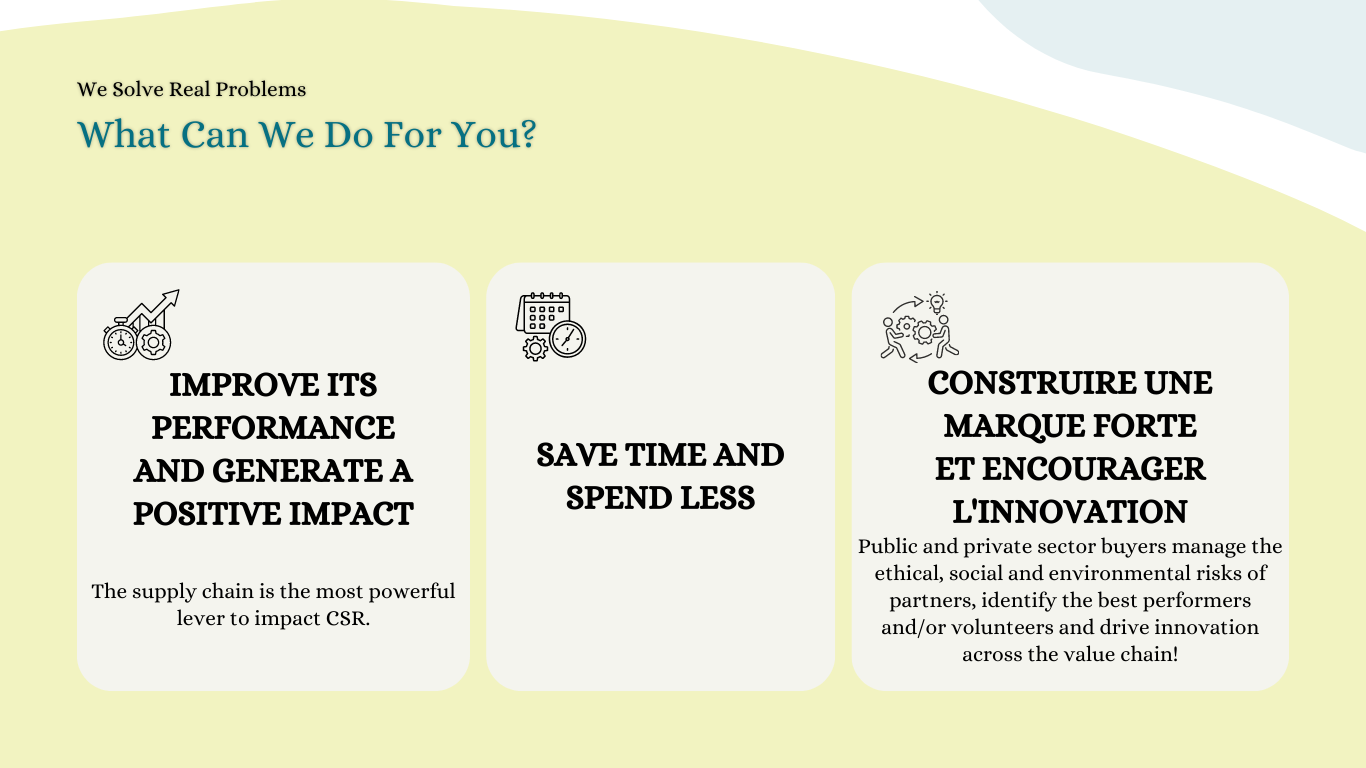 We Solve Real Problems
What Can We Do For You?
IMPROVE ITS
PERFORMANCE
AND GENERATE A
POSITIVE IMPACT
The supply chain is the most powerful
lever to impact CSR.
SAVE TIME AND
SPEND LESS
CONSTRUIRE UNE
MARQUE FORTE
ET ENCOURAGER
L'INNOVATION
Public and private sector buyers manage the
ethical, social and environmental risks of
partners, identify the best performers
and/or volunteers and drive innovation
across the value chain!